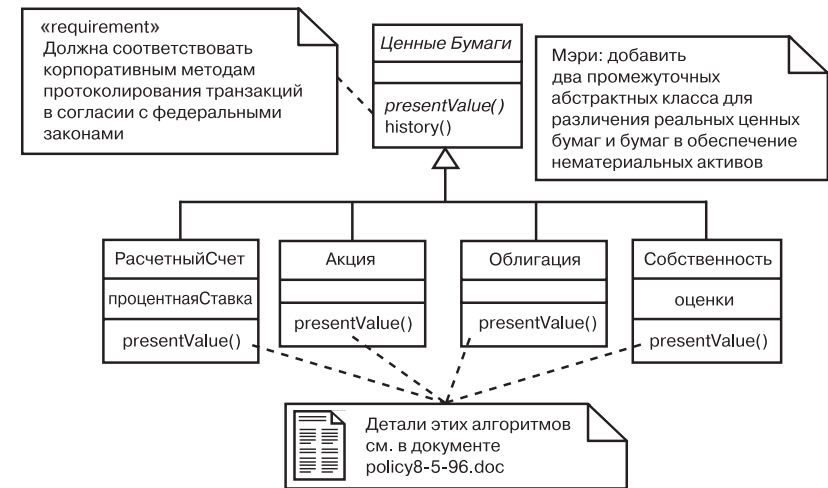 «requirement»
Должна соответствовать
корпоративным методам
протоколирования транзакций
в согласии с федеральными
законами
Ценные Бумаги
presentValue()
history()
Мэри: добавить
два промежуточных
абстрактных класса для
различения реальных ценных
бумаг и бумаг в обеспечение
нематериальных активов
РасчетныйСчет
процентнаяСтавка
presentValue()
Акция
presentValue()
Облигация
presentValue()
Собственность
оценки
presentValue()
Детали этих алгоритмов
см. в документе
policy8-5-96.doc